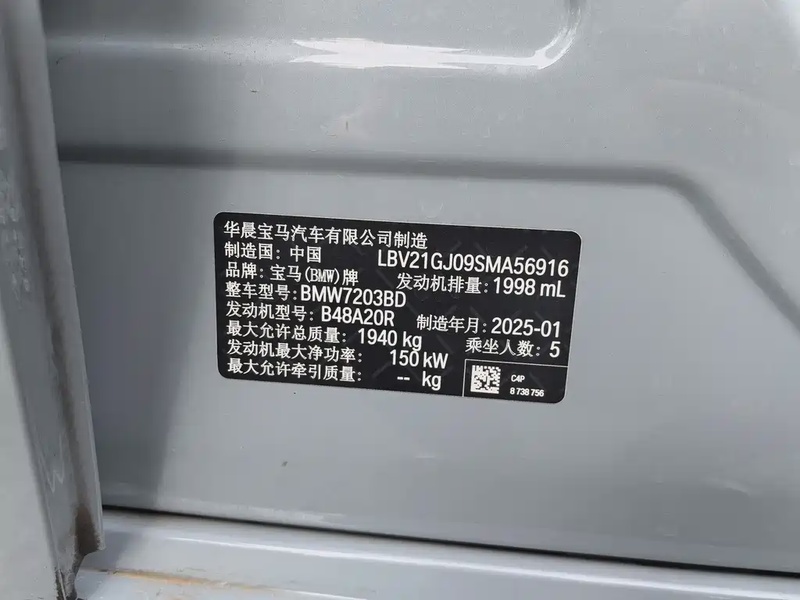 华晨宝马汽车有限公司制造
制造国: 中国 LBV21GJ09SMA56916
品牌: 宝马(BMW)牌 发动机排量: 1998 mL
整车型号: BMW7203BD
发动机型号: B48A20R 制造年月: 2025-01
最大允许总质量: 1940 kg 乘坐人数: 5
发动机最大净功率: 150 kW
最大允许牵引质量: -- kg
C4P
8 738 756